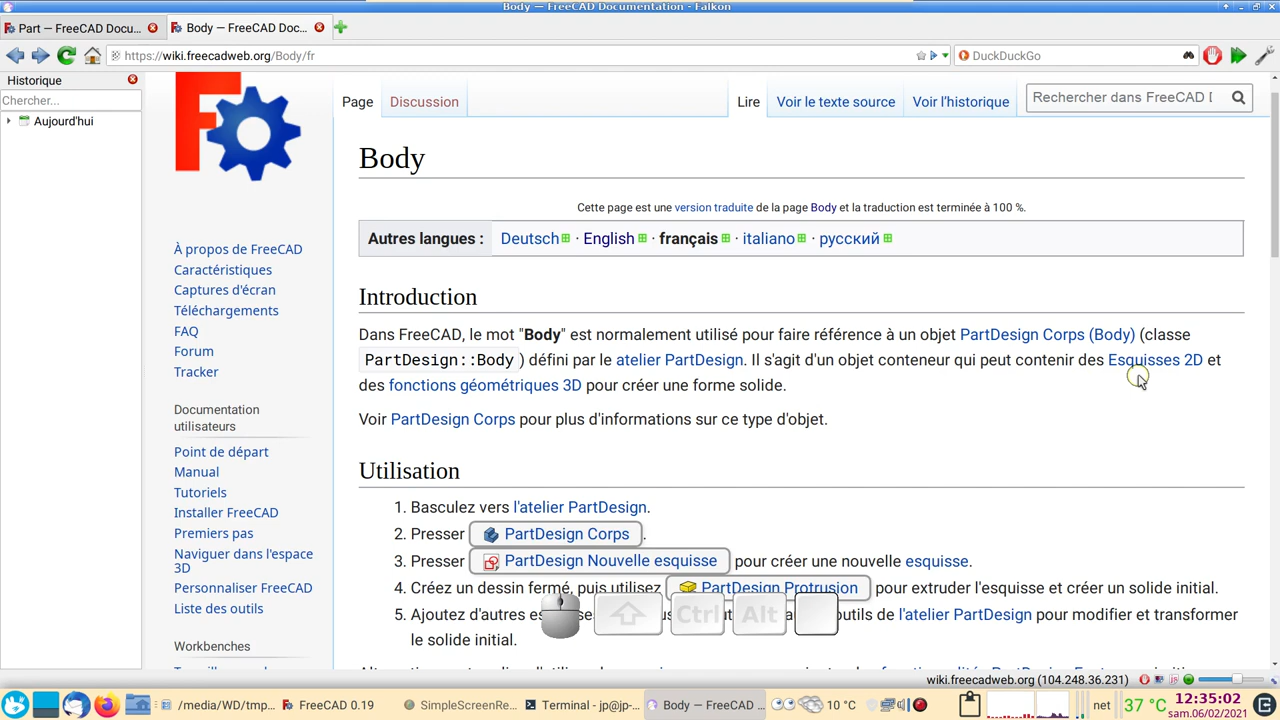 Body — FreeCAD Documentation - Falkon
Part — FreeCAD Docu...
Body — FreeCAD Doc...
https://wiki.freecadweb.org/Body/fr
DuckDuckGo
Historique
Chercher...
Aujourd'hui
Page
Discussion
Lire
Voir le texte source
Voir l'historique
Rechercher dans FreeCAD
À propos de FreeCAD
Caractéristiques
Captures d'écran
Téléchargements
FAQ
Forum
Tracker
Documentation
utilisateurs
Point de départ
Manual
Tutoriels
Installer FreeCAD
Premiers pas
Naviguer dans l'espace
3D
Personnaliser FreeCAD
Liste des outils
Workbenches
Body
Cette page est une version traduite de la page Body et la traduction est terminée à 100 %.
Autres langues : Deutsch · English · français · italiano · русский
Introduction
Dans FreeCAD, le mot "Body" est normalement utilisé pour faire référence à un objet PartDesign Corps (Body) (classe
PartDesign::Body ) défini par le atelier PartDesign. Il s'agit d'un objet conteneur qui peut contenir des Esquisses 2D et
des fonctions géométriques 3D pour créer une forme solide.
Voir PartDesign Corps pour plus d'informations sur ce type d'objet.
Utilisation
1. Basculez vers l'atelier PartDesign.
2. Presser PartDesign Corps .
3. Presser PartDesign Nouvelle esquisse pour créer une nouvelle esquisse.
4. Créez un dessin fermé, puis utilisez PartDesign Protrusion pour extruder l'esquisse et créer un solide initial.
5. Ajoutez d'autres outils de l'atelier PartDesign pour modifier et transformer
le solide initial.
Ctrl
Alt
wiki.freecadweb.org (104.248.36.231)
/media/WD/tmp...
FreeCAD 0.19
SimpleScreenRe...
Terminal - jp@jp-...
Body — FreeCAD ...
10 °C
net
37 °C
12:35:02
sam.06/02/2021